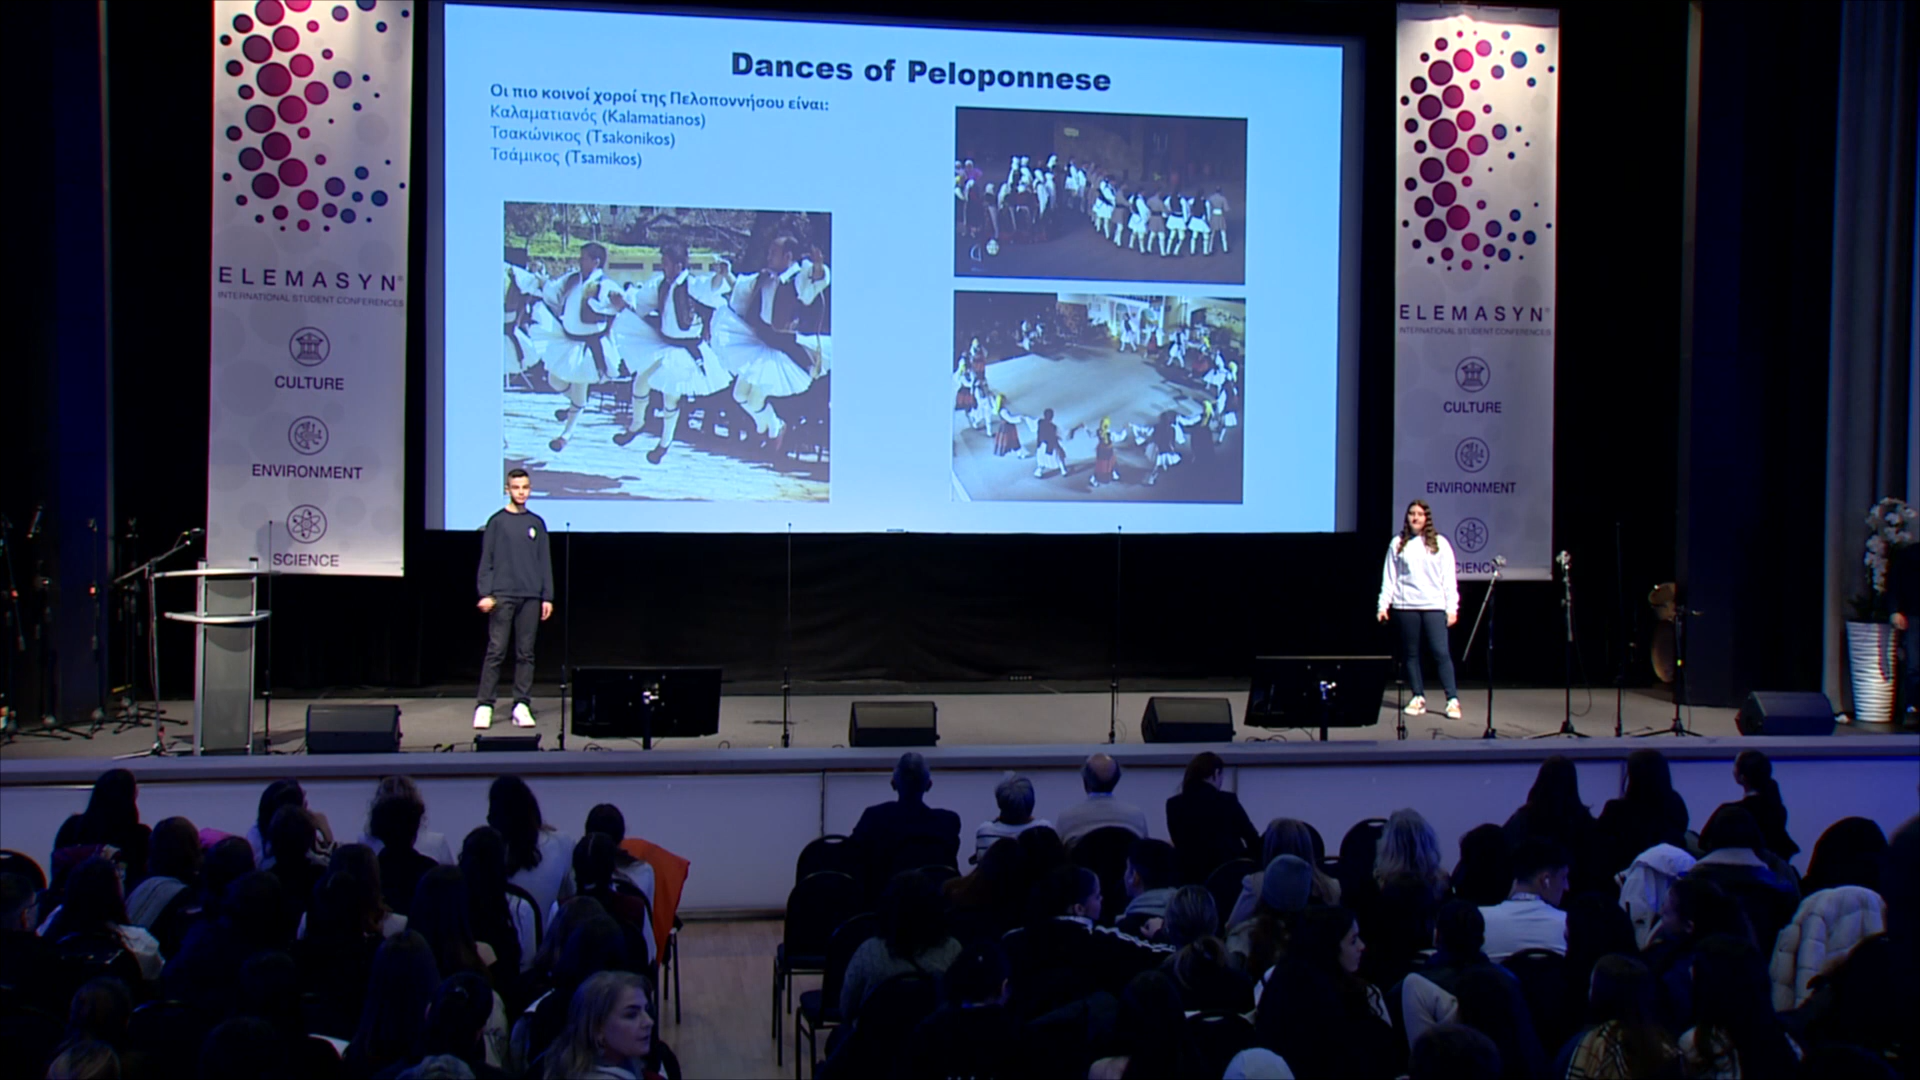 Dances of Peloponnese
Οι πιο κοινοί χοροί της Πελοποννήσου είναι:
Καλαματιανός (Kalamatianos)
Τσακώνικος (Tsakonikos)
Τσάμικος (Tsamikos)
ELEMASYN®
INTERNATIONAL STUDENT CONFERENCES
CULTURE
ENVIRONMENT
SCIENCE
ELEMASYN®
INTERNATIONAL STUDENT CONFERENCES
CULTURE
ENVIRONMENT
CIENC